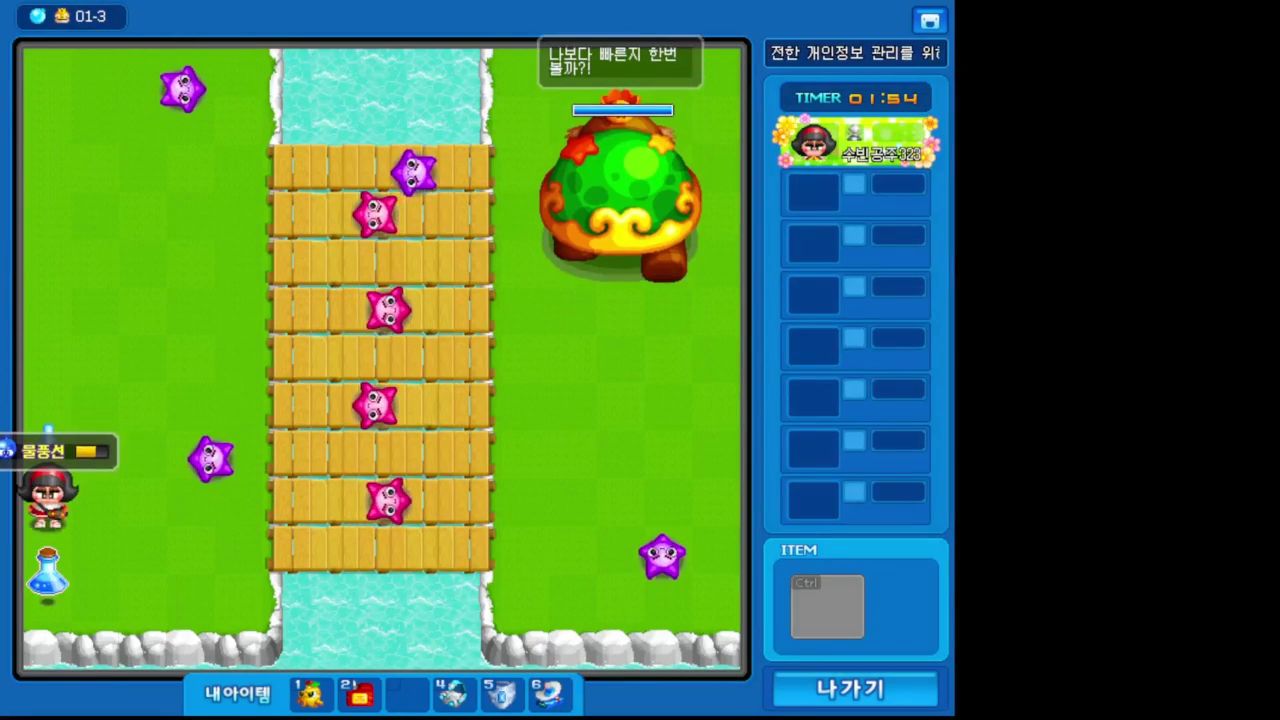 01-3
나보다 빠른지 한번
볼까?!
전한 개인정보 관리를 위
TIMER 01:54
수빈공주323
물풍선
ITEM
Ctrl
내 아이템
1
2
4
5
6
나가기